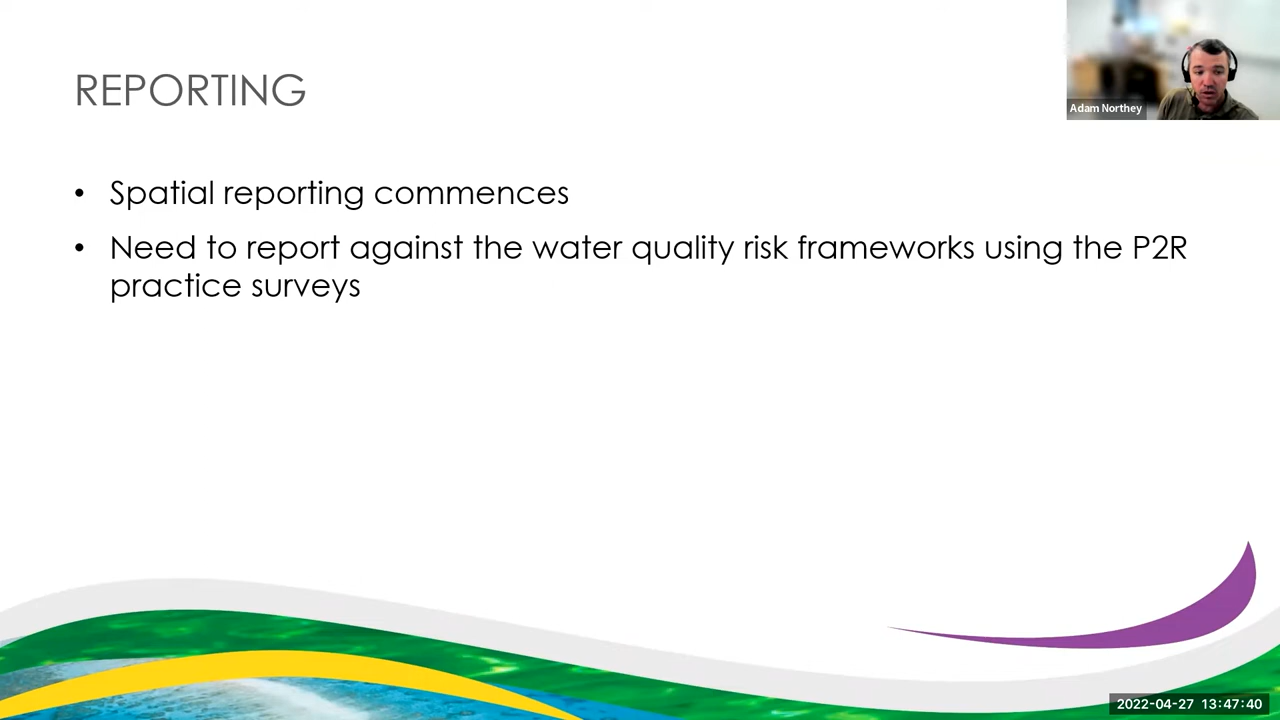 REPORTING
Adam Northey
• Spatial reporting commences
• Need to report against the water quality risk frameworks using the P2R
practice surveys
2022-04-27 13:47:40